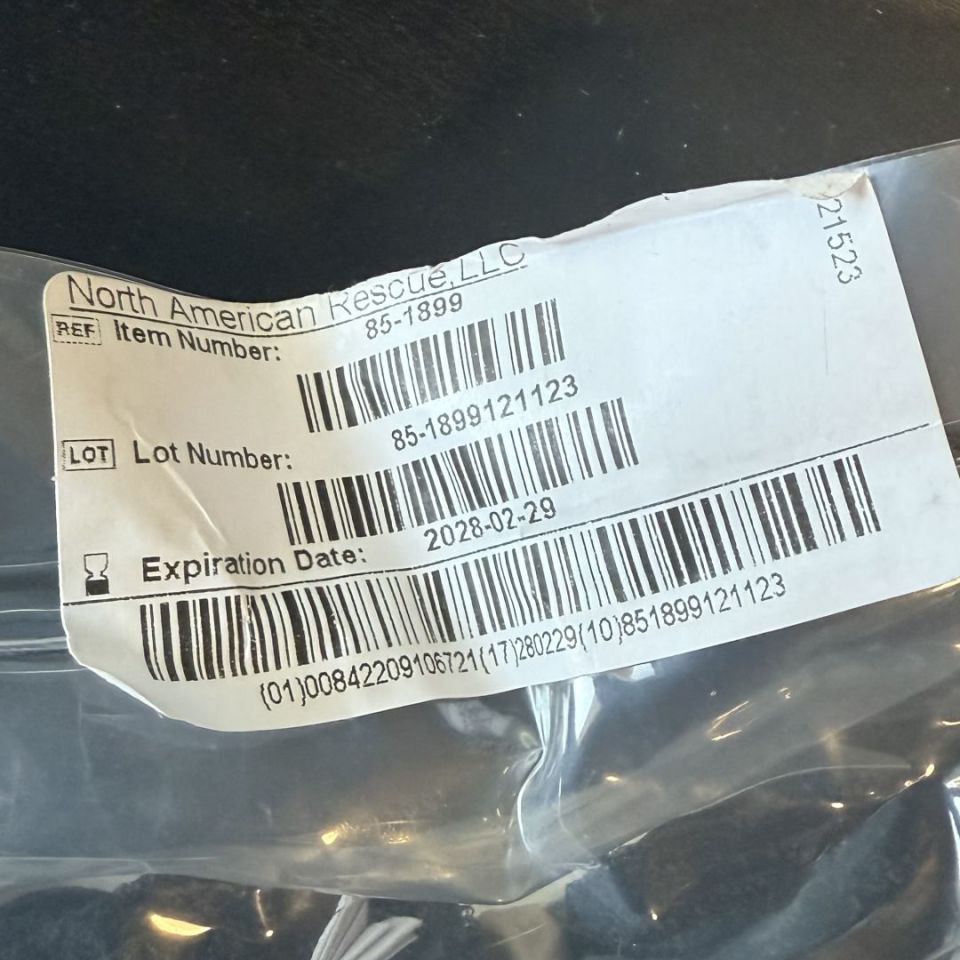 North American Rescue, LLC
REF Item Number: 85-1899
85-1899121123
LOT Lot Number:
2028-02-29
Expiration Date:
(01)00842209106721(17)280229(10)851899121123
21523